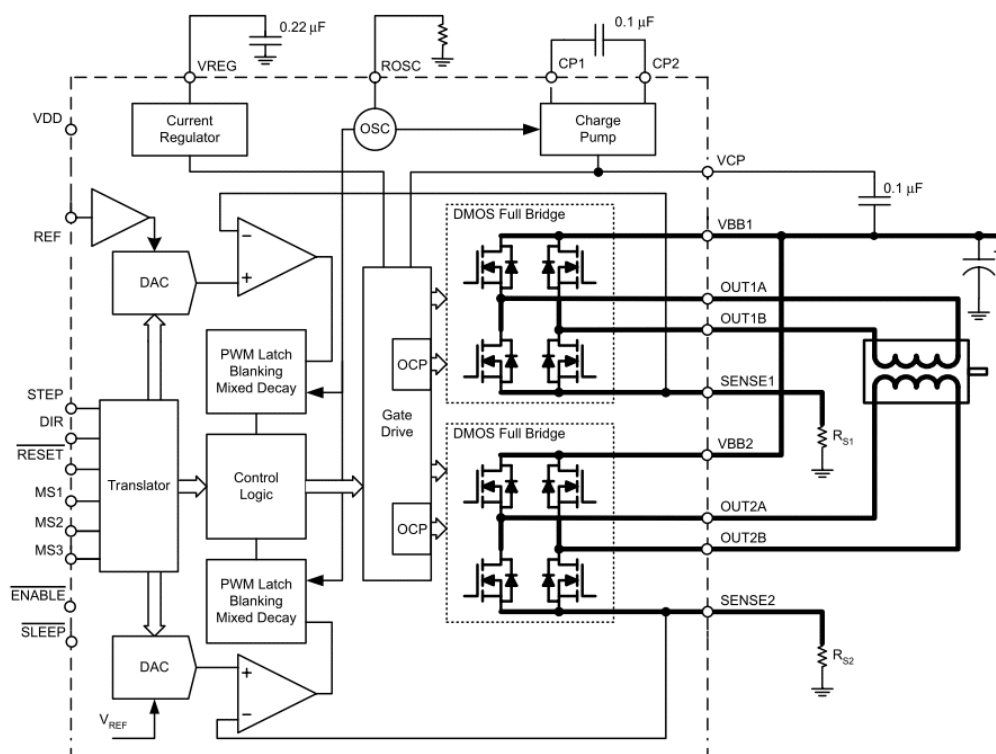 0.22 μF
0.1 μF
VREG
ROSC
CP1
CP2
VDD
Current
Regulator
OSC
Charge
Pump
VCP
0.1 μF
REF
DAC
−
+
DMOS Full Bridge
VBB1
OUT1A
OUT1B
PWM Latch
Blanking
Mixed Decay
OCP
SENSE1
STEP
DIR
RESET
MS1
MS2
MS3
Translator
Control
Logic
Gate
Drive
DMOS Full Bridge
RS1
VBB2
OUT2A
OUT2B
OCP
ENABLE
SLEEP
PWM Latch
Blanking
Mixed Decay
SENSE2
DAC
+
−
RS2
VREF